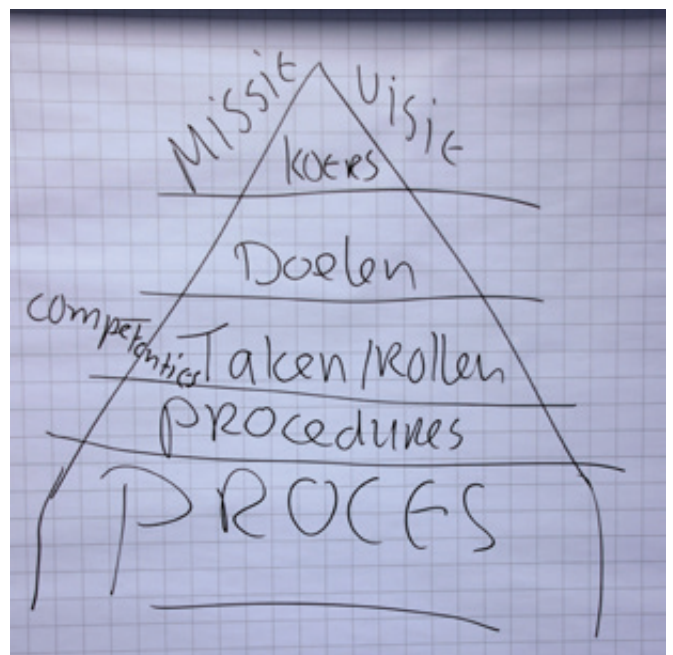 Missie Visie
KOERS
Doelen
competenties Taken/Rollen
PROcedures
PROCES